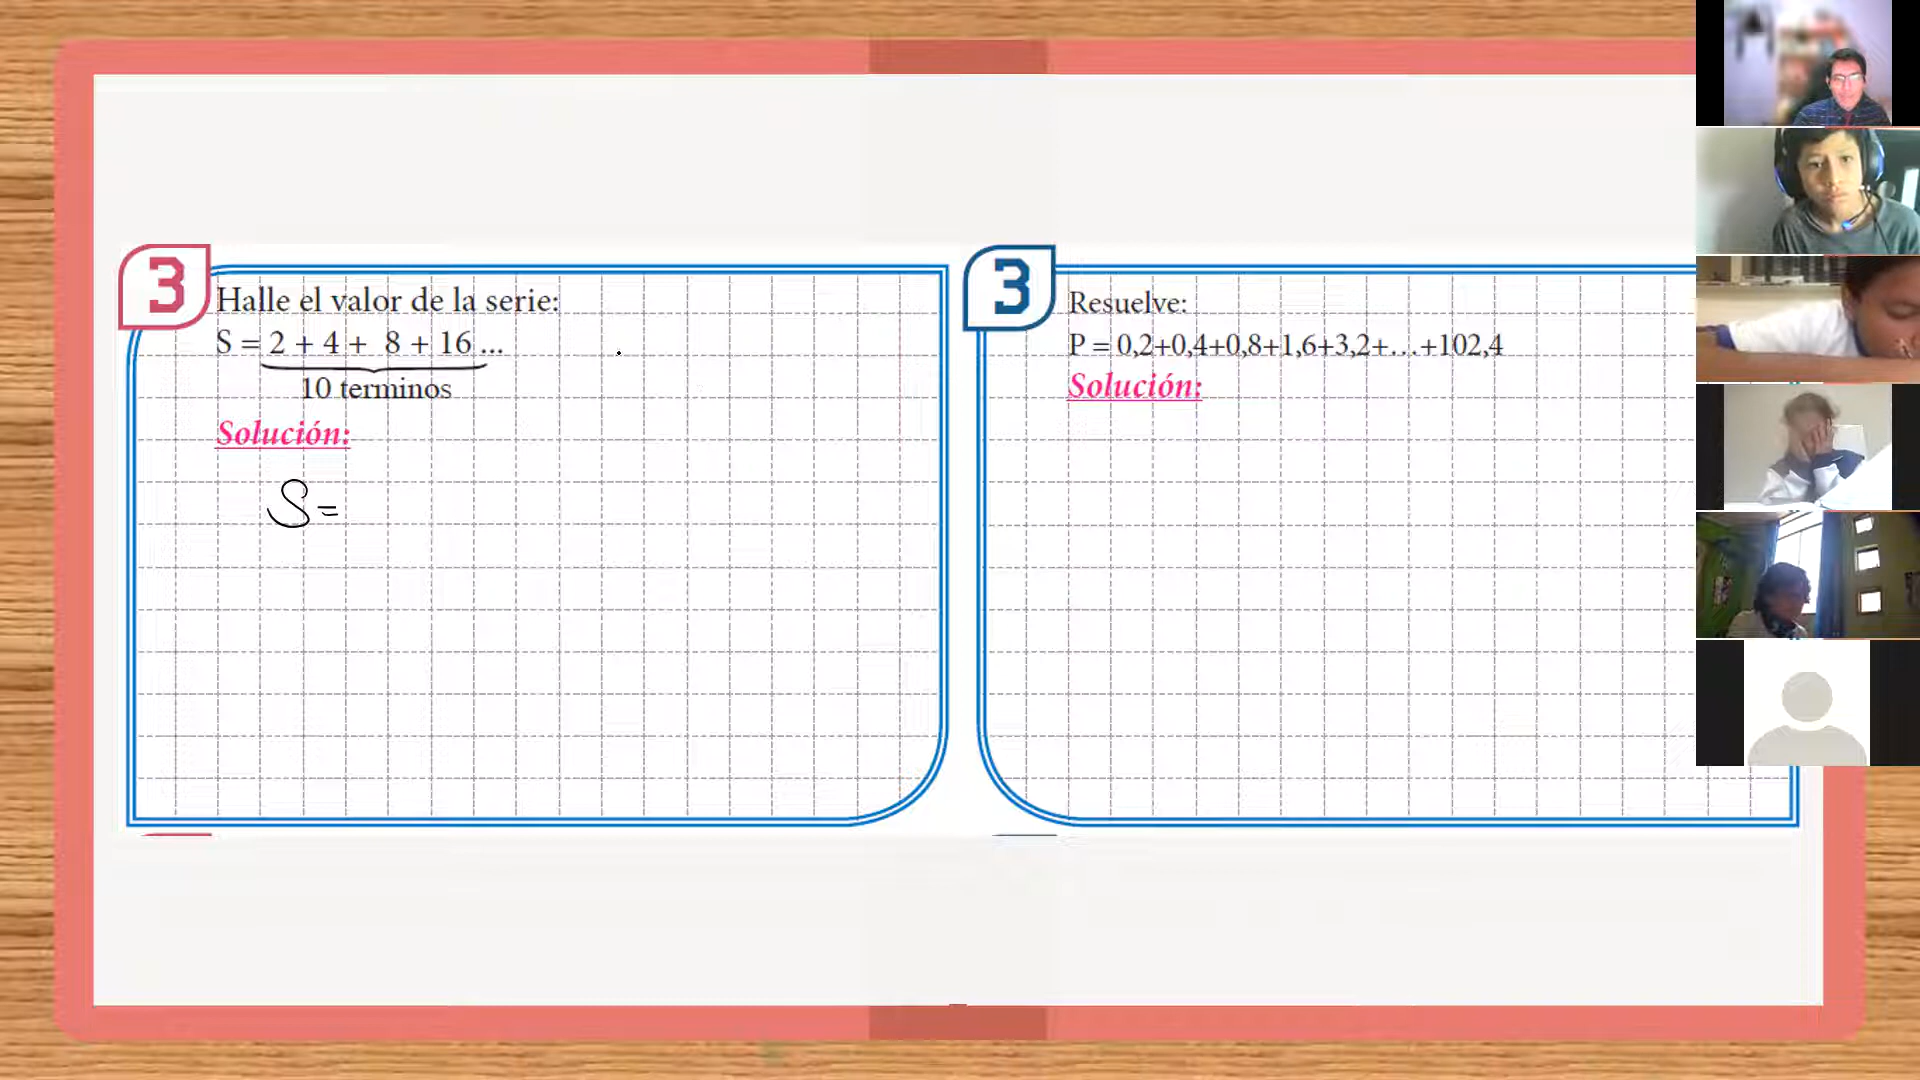 3
Halle el valor de la serie:
S = 2 + 4 + 8 + 16 ...
10 terminos
Solución:
S=
3
Resuelve:
P = 0,2+0,4+0,8+1,6+3,2+...+102,4
Solución: